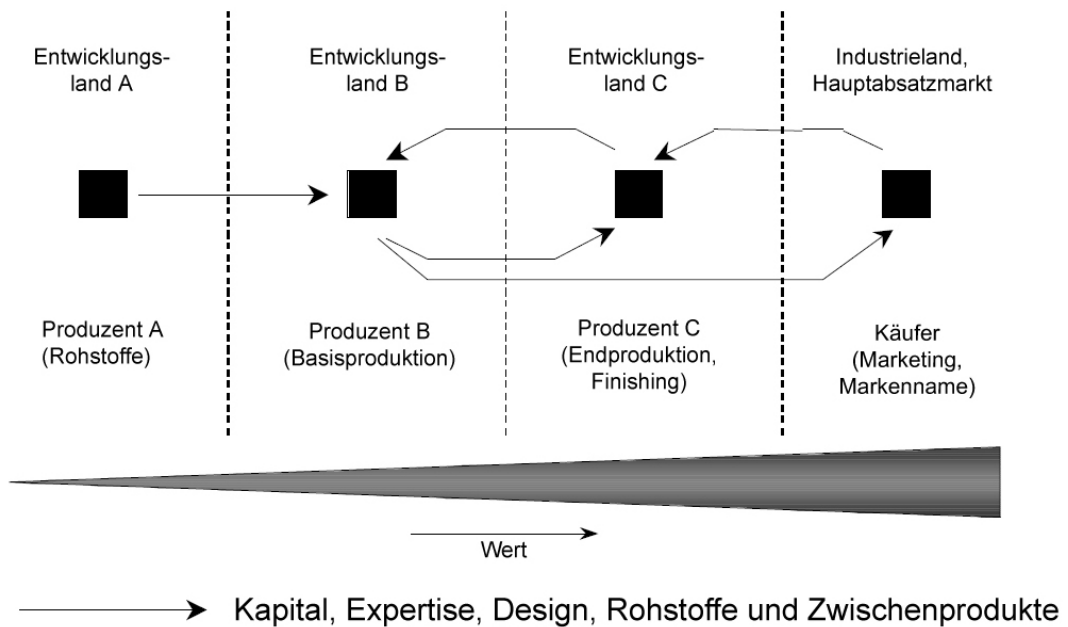 Entwicklungs-
land A
Entwicklungs-
land B
Entwicklungs-
land C
Industrieland,
Hauptabsatzmarkt
Produzent A
(Rohstoffe)
Produzent B
(Basisproduktion)
Produzent C
(Endproduktion,
Finishing)
Käufer
(Marketing,
Markenname)
Wert
Kapital, Expertise, Design, Rohstoffe und Zwischenprodukte